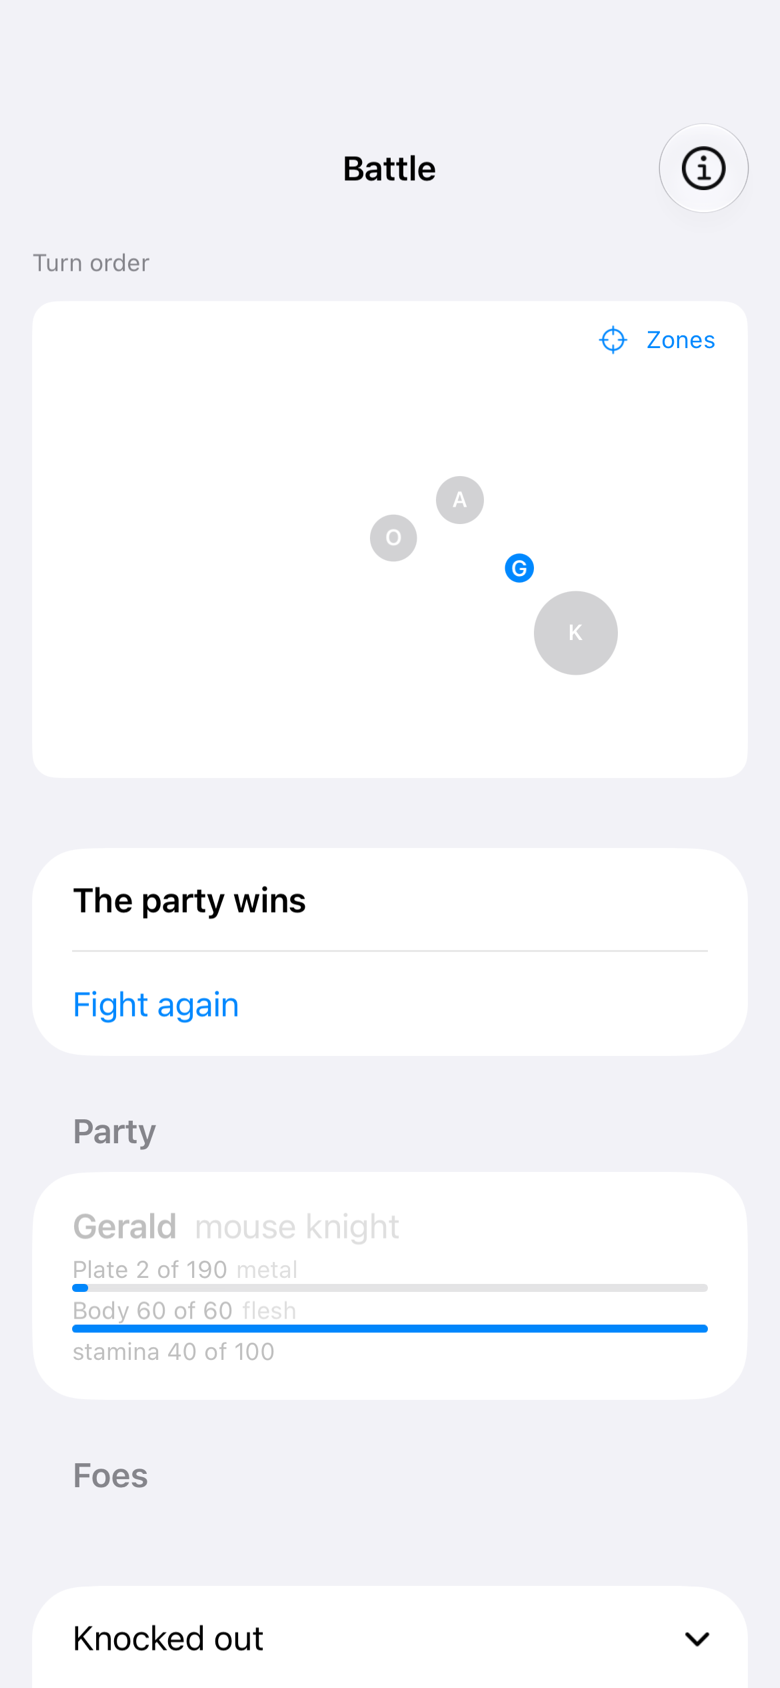 Battle
Turn order
Zones
A
O
G
K
The party wins
Fight again
Party
Gerald mouse knight
Plate 2 of 190 metal
Body 60 of 60 flesh
stamina 40 of 100
Foes
Knocked out